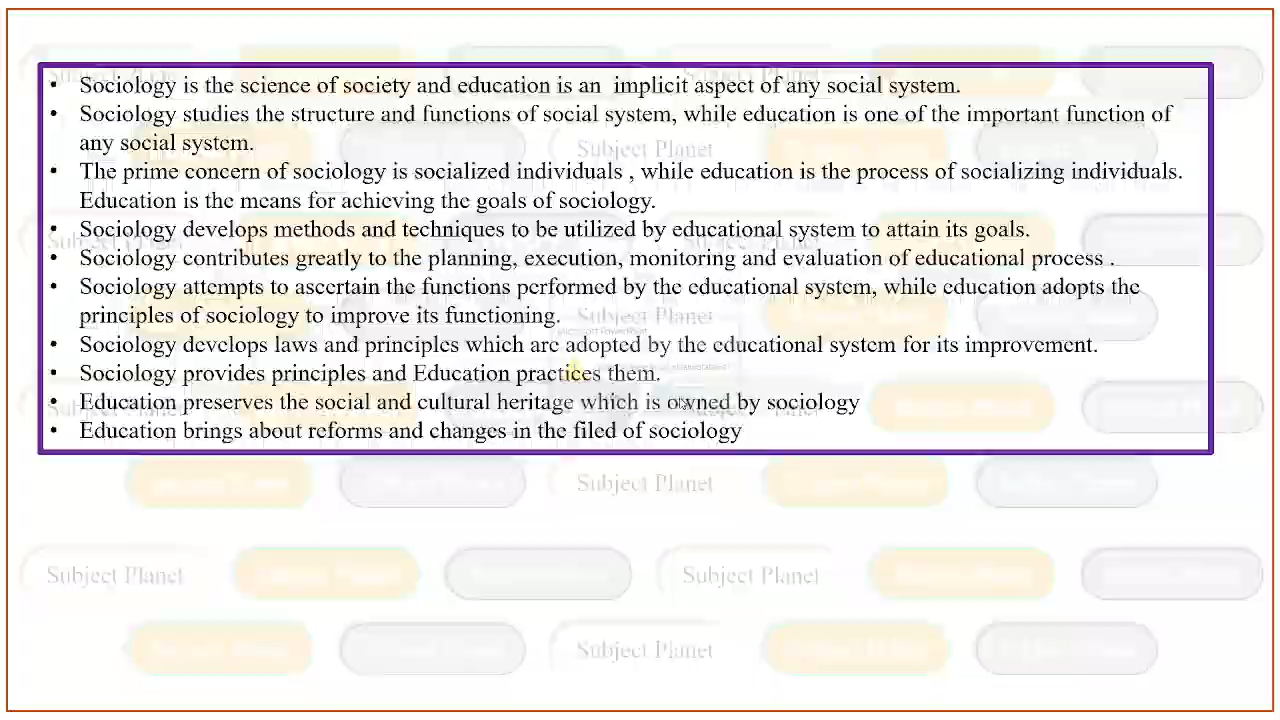 • Sociology is the science of society and education is an  implicit aspect of any social system.
• Sociology studies the structure and functions of social system, while education is one of the important function of
any social system.
• The prime concern of sociology is socialized individuals , while education is the process of socializing individuals.
Education is the means for achieving the goals of sociology.
• Sociology develops methods and techniques to be utilized by educational system to attain its goals.
• Sociology contributes greatly to the planning, execution, monitoring and evaluation of educational process .
• Sociology attempts to ascertain the functions performed by the educational system, while education adopts the
principles of sociology to improve its functioning.
• Sociology develops laws and principles which are adopted by the educational system for its improvement.
• Sociology provides principles and Education practices them.
• Education preserves the social and cultural heritage which is owned by sociology
• Education brings about reforms and changes in the filed of sociology
Subject Planet
Subject Planet
Subject Planet
Subject Planet
Subject Planet
Subject Planet